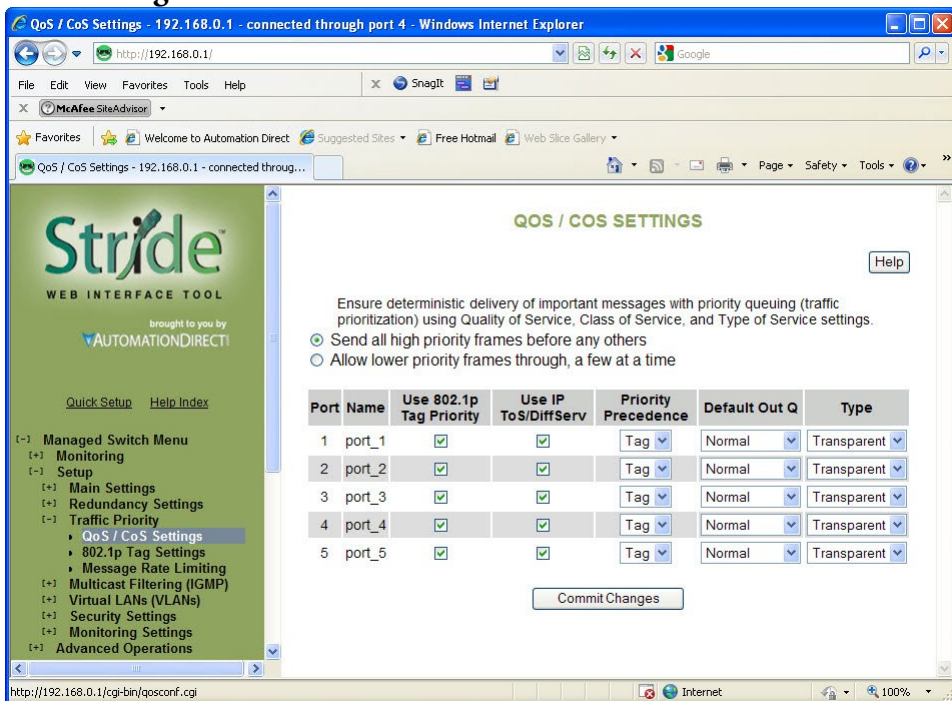 QoS / CoS Settings - 192.168.0.1 - connected through port 4 - Windows Internet Explorer
http://192.168.0.1/
Google
File Edit View Favorites Tools Help
x SnagIt
X McAfee SiteAdvisor
Favorites Welcome to Automation Direct Suggested Sites Free Hotmail Web Slice Gallery
QoS / CoS Settings - 192.168.0.1 - connected throug...
Page Safety Tools »
Stride™
WEB INTERFACE TOOL
brought to you by
AUTOMATIONDIRECT
Quick Setup Help Index
[-] Managed Switch Menu
[+] Monitoring
[-] Setup
[+] Main Settings
[+] Redundancy Settings
[-] Traffic Priority
QoS / CoS Settings
802.1p Tag Settings
Message Rate Limiting
[+] Multicast Filtering (IGMP)
[+] Virtual LANs (VLANs)
[+] Security Settings
[+] Monitoring Settings
[+] Advanced Operations
QOS / COS SETTINGS
Help
Ensure deterministic delivery of important messages with priority queuing (traffic
prioritization) using Quality of Service, Class of Service, and Type of Service settings.
Send all high priority frames before any others
Allow lower priority frames through, a few at a time
Port Name Use 802.1p Tag Priority Use IP ToS/DiffServ Priority Precedence Default Out Q Type
1 port_1 Tag Normal Transparent
2 port_2 Tag Normal Transparent
3 port_3 Tag Normal Transparent
4 port_4 Tag Normal Transparent
5 port_5 Tag Normal Transparent
Commit Changes
http://192.168.0.1/cgi-bin/qosconf.cgi
Internet
100%